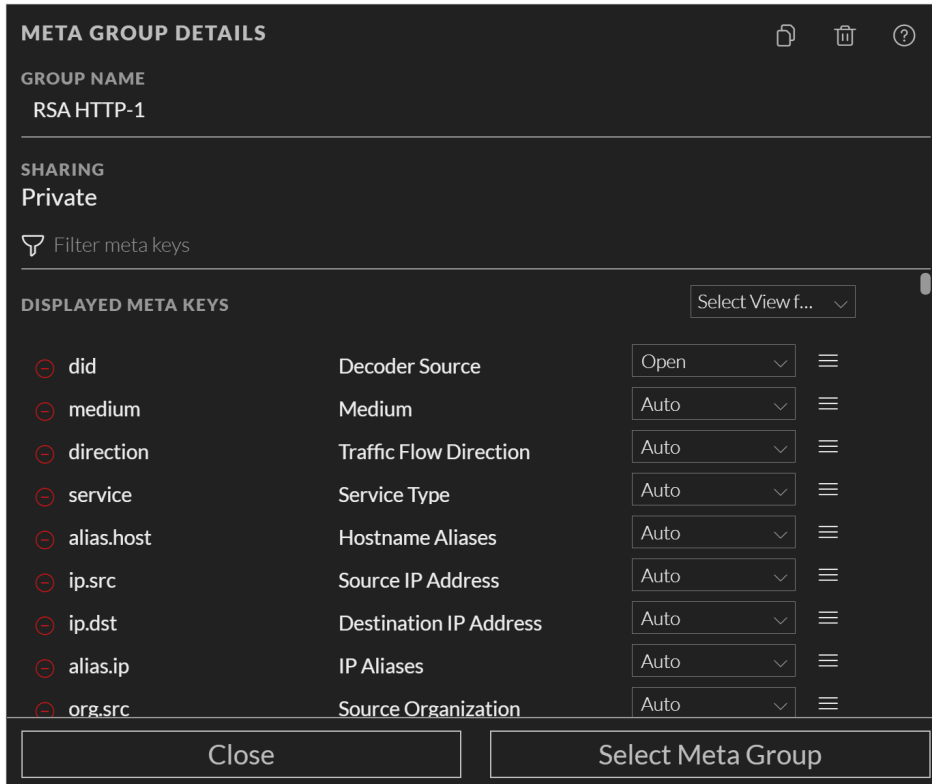 META GROUP DETAILS
GROUP NAME
RSA HTTP-1
SHARING
Private
Filter meta keys
DISPLAYED META KEYS Select View f...
did Decoder Source Open
medium Medium Auto
direction Traffic Flow Direction Auto
service Service Type Auto
alias.host Hostname Aliases Auto
ip.src Source IP Address Auto
ip.dst Destination IP Address Auto
alias.ip IP Aliases Auto
org.src Source Organization Auto
Close Select Meta Group